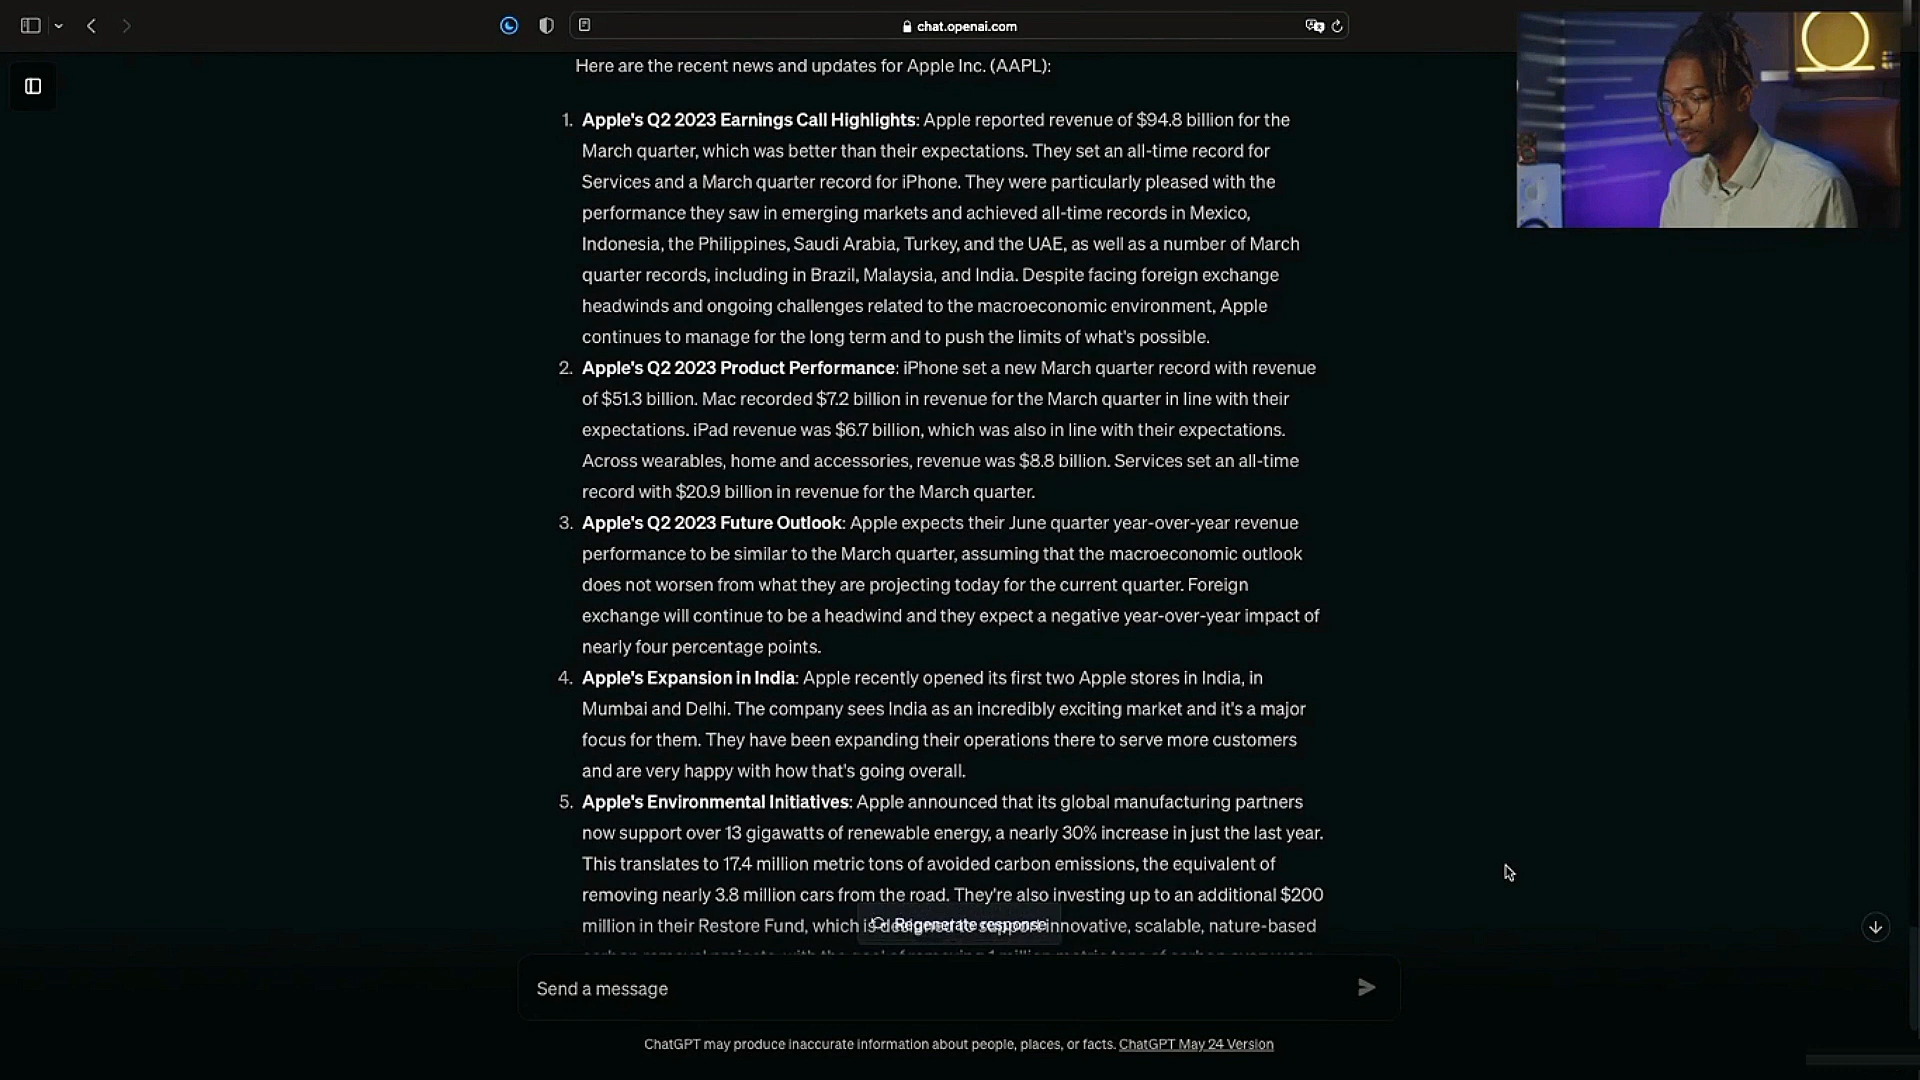 chat.openai.com
Here are the recent news and updates for Apple Inc. (AAPL):
1. Apple's Q2 2023 Earnings Call Highlights: Apple reported revenue of $94.8 billion for the
March quarter, which was better than their expectations. They set an all-time record for
Services and a March quarter record for iPhone. They were particularly pleased with the
performance they saw in emerging markets and achieved all-time records in Mexico,
Indonesia, the Philippines, Saudi Arabia, Turkey, and the UAE, as well as a number of March
quarter records, including in Brazil, Malaysia, and India. Despite facing foreign exchange
headwinds and ongoing challenges related to the macroeconomic environment, Apple
continues to manage for the long term and to push the limits of what's possible.
2. Apple's Q2 2023 Product Performance: iPhone set a new March quarter record with revenue
of $51.3 billion. Mac recorded $7.2 billion in revenue for the March quarter in line with their
expectations. iPad revenue was $6.7 billion, which was also in line with their expectations.
Across wearables, home and accessories, revenue was $8.8 billion. Services set an all-time
record with $20.9 billion in revenue for the March quarter.
3. Apple's Q2 2023 Future Outlook: Apple expects their June quarter year-over-year revenue
performance to be similar to the March quarter, assuming that the macroeconomic outlook
does not worsen from what they are projecting today for the current quarter. Foreign
exchange will continue to be a headwind and they expect a negative year-over-year impact of
nearly four percentage points.
4. Apple's Expansion in India: Apple recently opened its first two Apple stores in India, in
Mumbai and Delhi. The company sees India as an incredibly exciting market and it's a major
focus for them. They have been expanding their operations there to serve more customers
and are very happy with how that's going overall.
5. Apple's Environmental Initiatives: Apple announced that its global manufacturing partners
now support over 13 gigawatts of renewable energy, a nearly 30% increase in just the last year.
This translates to 17.4 million metric tons of avoided carbon emissions, the equivalent of
removing nearly 3.8 million cars from the road. They're also investing up to an additional $200
million in their Restore Fund, which is designed to support innovative, scalable, nature-based
Regenerate response
carbon removal projects, with the goal of removing 1 million metric tons of carbon every year
Send a message
ChatGPT may produce inaccurate information about people, places, or facts. ChatGPT May 24 Version